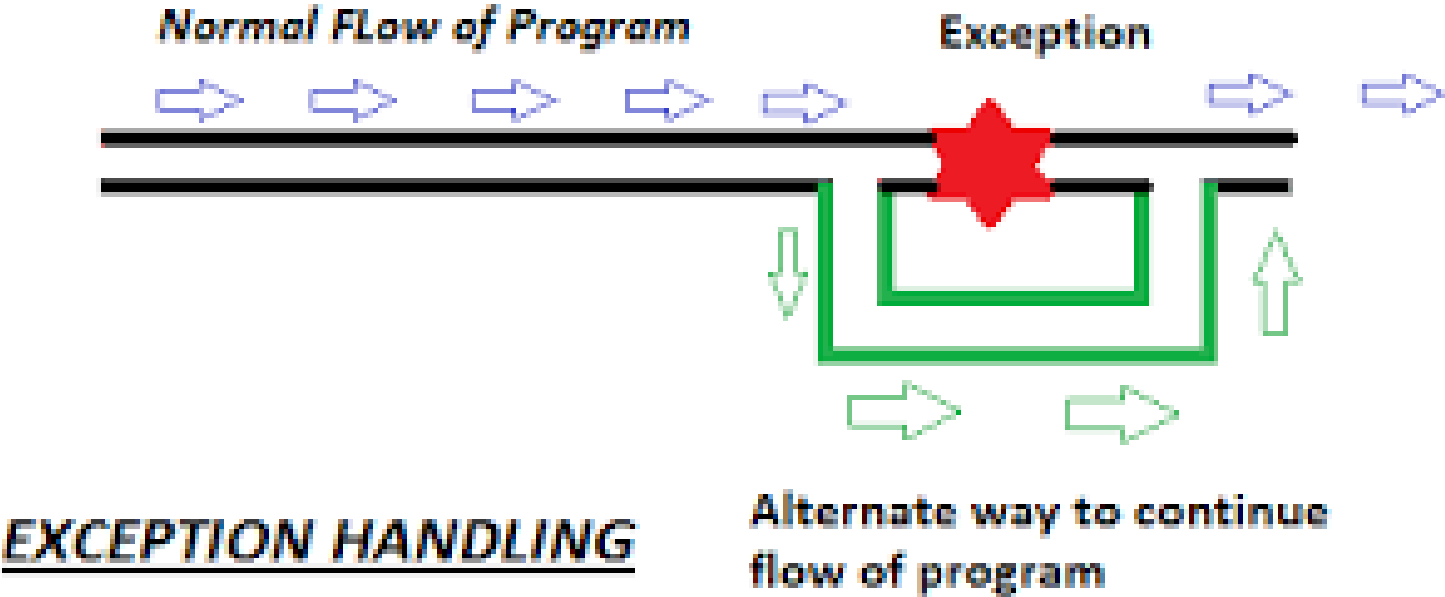 Normal FLow of Program
Exception
EXCEPTION HANDLING
Alternate way to continue
flow of program